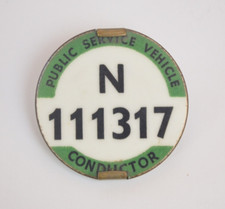 PUBLIC SERVICE VEHICLE
N
111317
CONDUCTOR